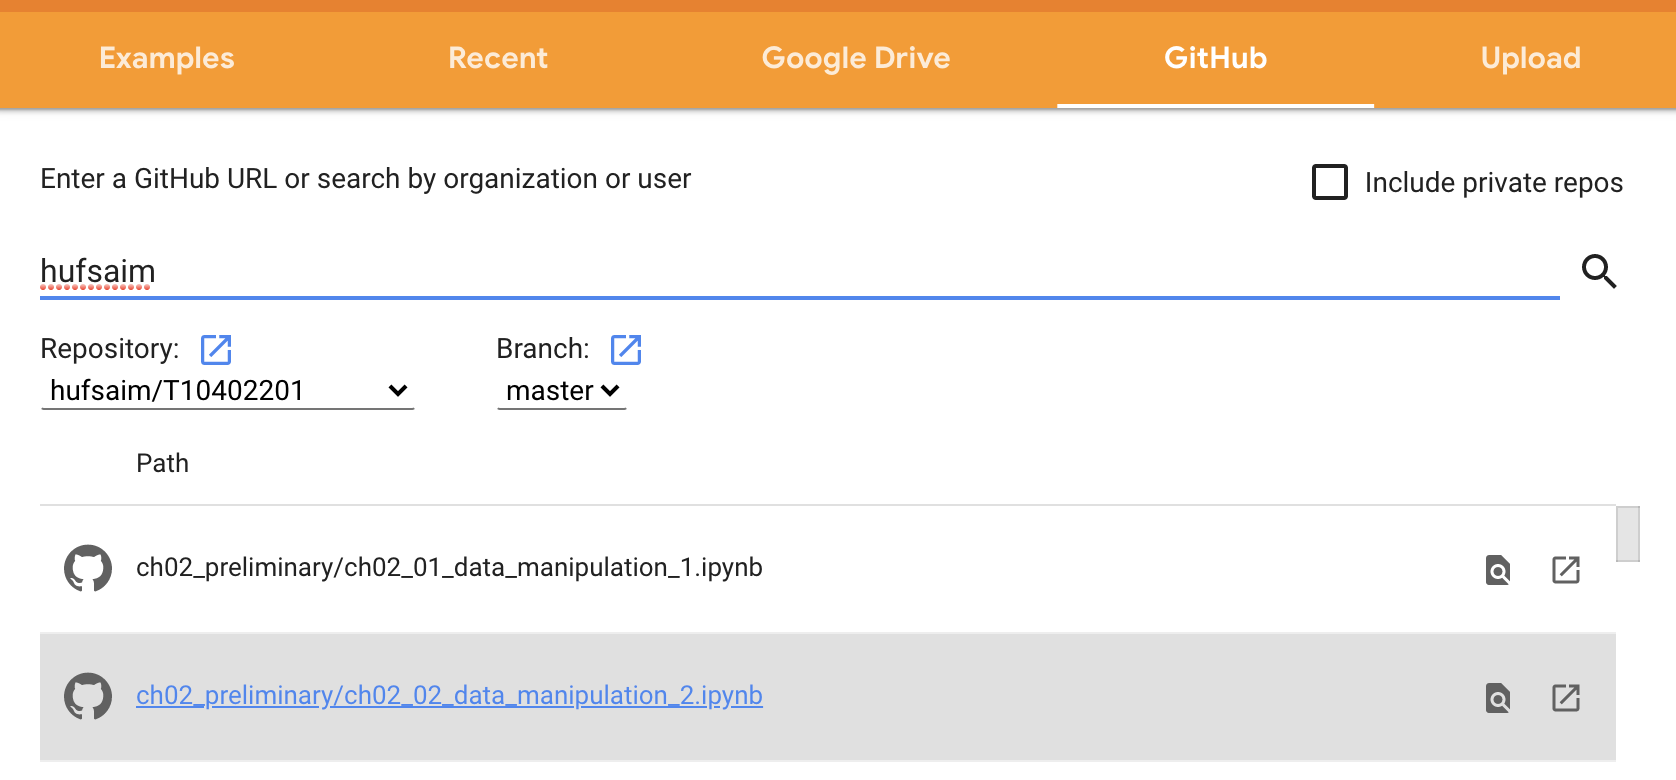 Examples Recent Google Drive GitHub Upload
Enter a GitHub URL or search by organization or user
Include private repos
hufsaim
Repository: Branch:
hufsaim/T10402201 master
Path
ch02_preliminary/ch02_01_data_manipulation_1.ipynb
ch02_preliminary/ch02_02_data_manipulation_2.ipynb